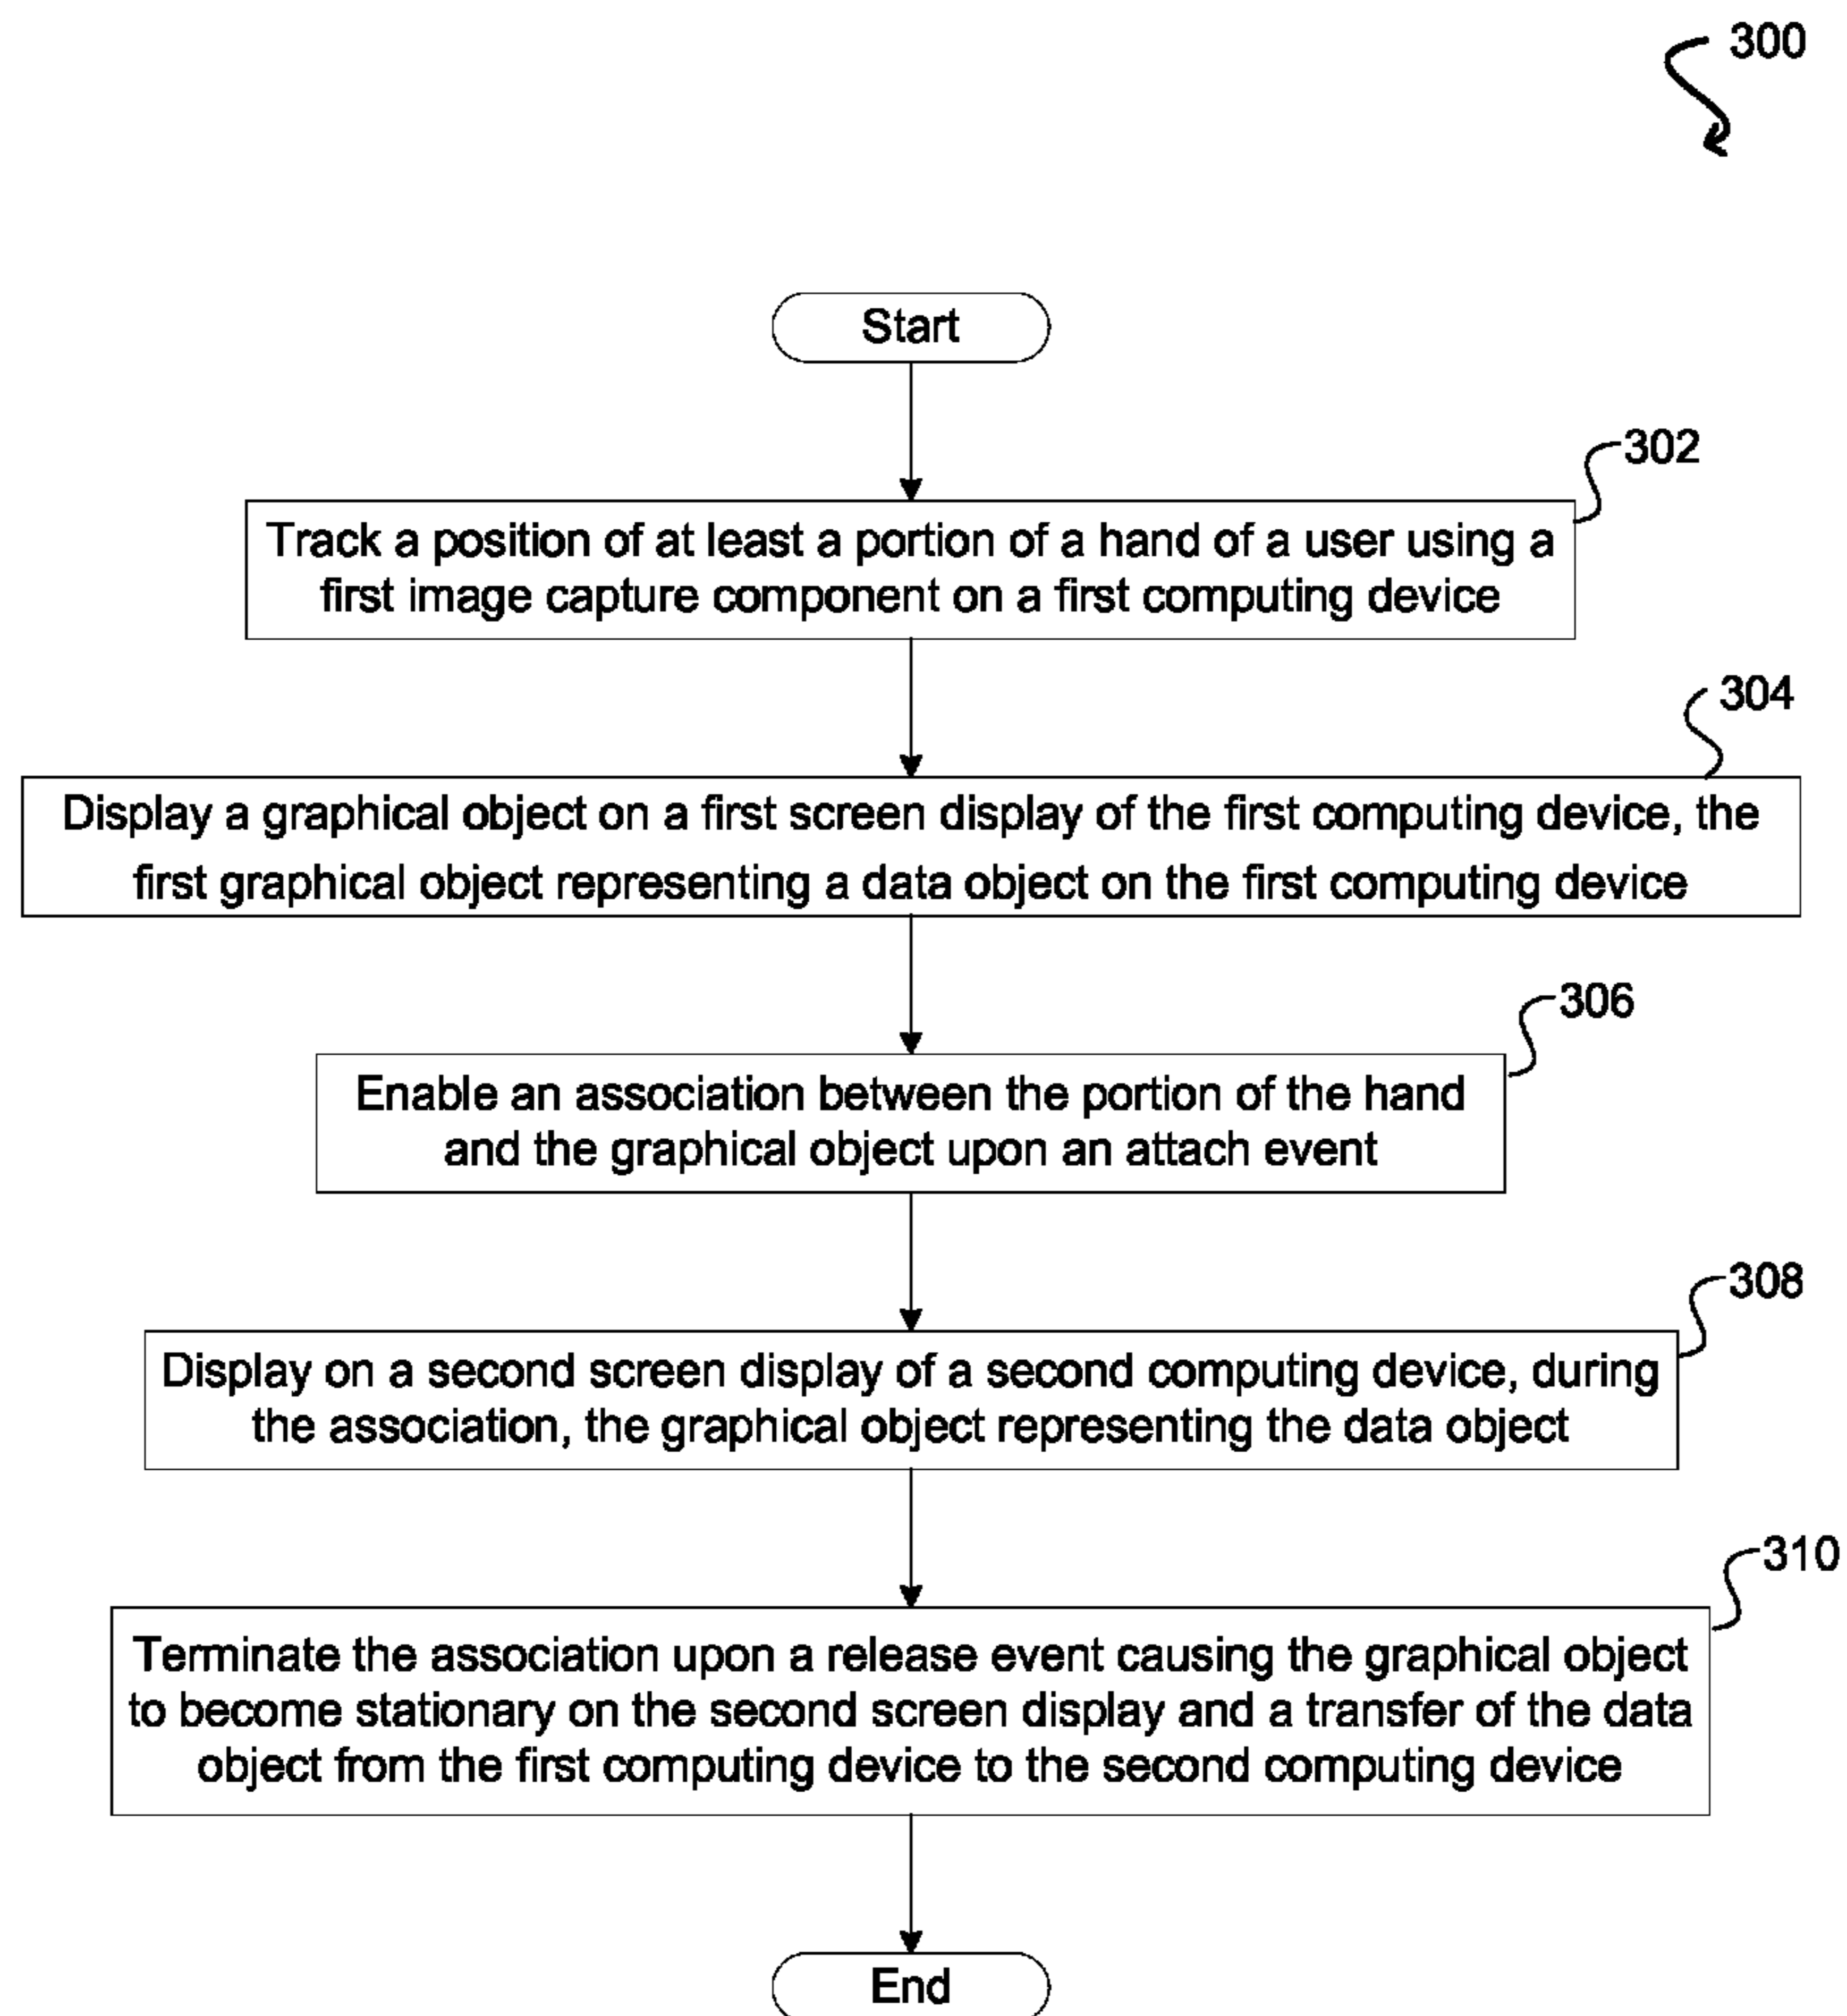 300
Start
302
Track a position of at least a portion of a hand of a user using a
first image capture component on a first computing device
304
Display a graphical object on a first screen display of the first computing device, the
first graphical object representing a data object on the first computing device
306
Enable an association between the portion of the hand
and the graphical object upon an attach event
308
Display on a second screen display of a second computing device, during
the association, the graphical object representing the data object
310
Terminate the association upon a release event causing the graphical object
to become stationary on the second screen display and a transfer of the data
object from the first computing device to the second computing device
End